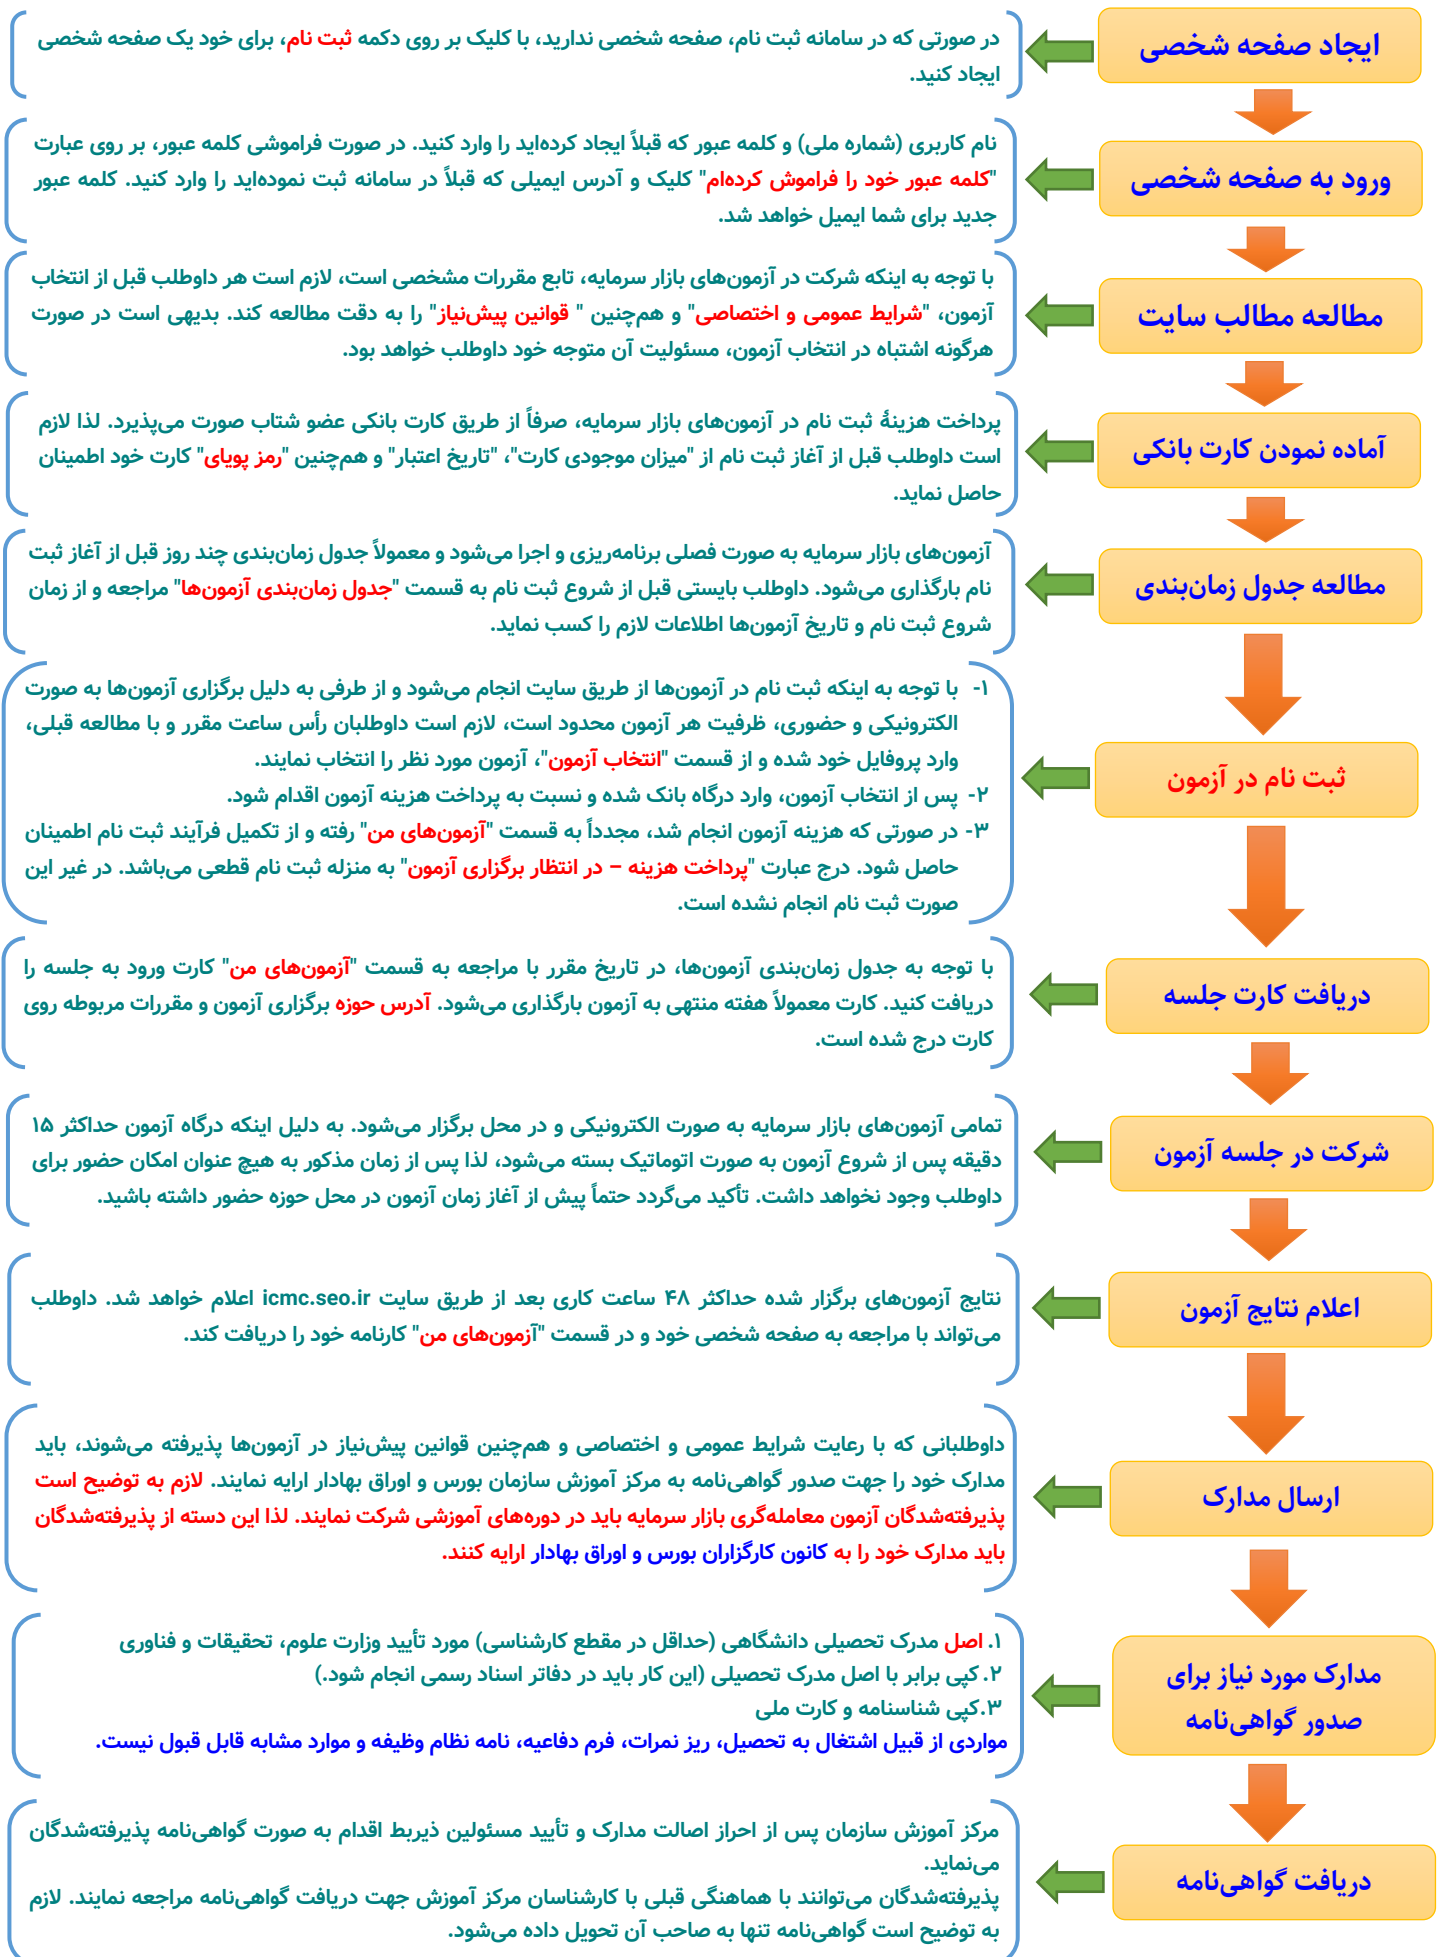 ایجاد صفحه شخصی
در صورتی که در سامانه ثبت نام، صفحه شخصی ندارید، با کلیک بر روی دکمه ثبت نام، برای خود یک صفحه شخصی
ایجاد کنید.
ورود به صفحه شخصی
نام کاربری (شماره ملی) و کلمه عبور که قبلاً ایجاد کرده‌اید را وارد کنید. در صورت فراموشی کلمه عبور، بر روی عبارت
"کلمه عبور خود را فراموش کرده‌ام" کلیک و آدرس ایمیلی که قبلاً در سامانه ثبت نموده‌اید را وارد کنید. کلمه عبور
جدید برای شما ایمیل خواهد شد.
مطالعه مطالب سایت
با توجه به اینکه شرکت در آزمون‌های بازار سرمایه، تابع مقررات مشخصی است، لازم است هر داوطلب قبل از انتخاب
آزمون، "شرایط عمومی و اختصاصی" و هم‌چنین " قوانین پیش‌نیاز" را به دقت مطالعه کند. بدیهی است در صورت
هرگونه اشتباه در انتخاب آزمون، مسئولیت آن متوجه خود داوطلب خواهد بود.
آماده نمودن کارت بانکی
پرداخت هزینۀ ثبت نام در آزمون‌های بازار سرمایه، صرفاً از طریق کارت بانکی عضو شتاب صورت می‌پذیرد. لذا لازم
است داوطلب قبل از آغاز ثبت نام از "میزان موجودی کارت"، "تاریخ اعتبار" و هم‌چنین "رمز پویای" کارت خود اطمینان
حاصل نماید.
مطالعه جدول زمان‌بندی
آزمون‌های بازار سرمایه به صورت فصلی برنامه‌ریزی و اجرا می‌شود و معمولاً جدول زمان‌بندی چند روز قبل از آغاز ثبت
نام بارگذاری می‌شود. داوطلب بایستی قبل از شروع ثبت نام به قسمت "جدول زمان‌بندی آزمون‌ها" مراجعه و از زمان
شروع ثبت نام و تاریخ آزمون‌ها اطلاعات لازم را کسب نماید.
ثبت نام در آزمون
۱- با توجه به اینکه ثبت نام در آزمون‌ها از طریق سایت انجام می‌شود و از طرفی به دلیل برگزاری آزمون‌ها به صورت
الکترونیکی و حضوری، ظرفیت هر آزمون محدود است، لازم است داوطلبان رأس ساعت مقرر و با مطالعه قبلی،
وارد پروفایل خود شده و از قسمت "انتخاب آزمون"، آزمون مورد نظر را انتخاب نمایند.
۲- پس از انتخاب آزمون، وارد درگاه بانک شده و نسبت به پرداخت هزینه آزمون اقدام شود.
۳- در صورتی که هزینه آزمون انجام شد، مجدداً به قسمت "آزمون‌های من" رفته و از تکمیل فرآیند ثبت نام اطمینان
حاصل شود. درج عبارت "پرداخت هزینه – در انتظار برگزاری آزمون" به منزله ثبت نام قطعی می‌باشد. در غیر این
صورت ثبت نام انجام نشده است.
دریافت کارت جلسه
با توجه به جدول زمان‌بندی آزمون‌ها، در تاریخ مقرر با مراجعه به قسمت "آزمون‌های من" کارت ورود به جلسه را
دریافت کنید. کارت معمولاً هفته منتهی به آزمون بارگذاری می‌شود. آدرس حوزه برگزاری آزمون و مقررات مربوطه روی
کارت درج شده است.
شرکت در جلسه آزمون
تمامی آزمون‌های بازار سرمایه به صورت الکترونیکی و در محل برگزار می‌شود. به دلیل اینکه درگاه آزمون حداکثر ۱۵
دقیقه پس از شروع آزمون به صورت اتوماتیک بسته می‌شود، لذا پس از زمان مذکور به هیچ عنوان امکان حضور برای
داوطلب وجود نخواهد داشت. تأکید می‌گردد حتماً پیش از آغاز زمان آزمون در محل حوزه حضور داشته باشید.
اعلام نتایج آزمون
نتایج آزمون‌های برگزار شده حداکثر ۴۸ ساعت کاری بعد از طریق سایت icmc.seo.ir اعلام خواهد شد. داوطلب
می‌تواند با مراجعه به صفحه شخصی خود و در قسمت "آزمون‌های من" کارنامه خود را دریافت کند.
ارسال مدارک
داوطلبانی که با رعایت شرایط عمومی و اختصاصی و هم‌چنین قوانین پیش‌نیاز در آزمون‌ها پذیرفته می‌شوند، باید
مدارک خود را جهت صدور گواهی‌نامه به مرکز آموزش سازمان بورس و اوراق بهادار ارایه نمایند. لازم به توضیح است
پذیرفته‌شدگان آزمون معامله‌گری بازار سرمایه باید در دوره‌های آموزشی شرکت نمایند. لذا این دسته از پذیرفته‌شدگان
باید مدارک خود را به کانون کارگزاران بورس و اوراق بهادار ارایه کنند.
مدارک مورد نیاز برای
صدور گواهی‌نامه
۱. اصل مدرک تحصیلی دانشگاهی (حداقل در مقطع کارشناسی) مورد تأیید وزارت علوم، تحقیقات و فناوری
۲. کپی برابر با اصل مدرک تحصیلی (این کار باید در دفاتر اسناد رسمی انجام شود.)
۳.کپی شناسنامه و کارت ملی
مواردی از قبیل اشتغال به تحصیل، ریز نمرات، فرم دفاعیه، نامه نظام وظیفه و موارد مشابه قابل قبول نیست.
دریافت گواهی‌نامه
مرکز آموزش سازمان پس از احراز اصالت مدارک و تأیید مسئولین ذیربط اقدام به صورت گواهی‌نامه پذیرفته‌شدگان
می‌نماید.
پذیرفته‌شدگان می‌توانند با هماهنگی قبلی با کارشناسان مرکز آموزش جهت دریافت گواهی‌نامه مراجعه نمایند. لازم
به توضیح است گواهی‌نامه تنها به صاحب آن تحویل داده می‌شود.